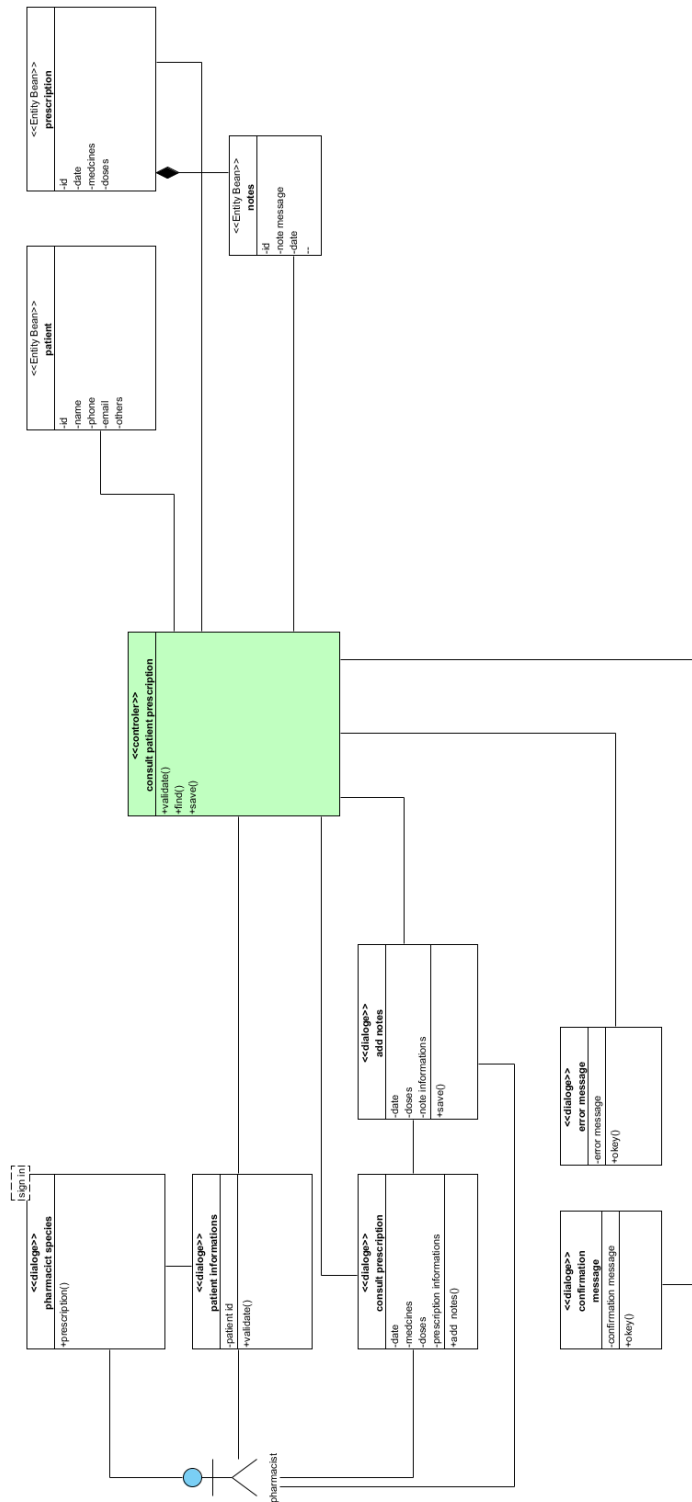 <<Entity Bean>>
prescription
-id
-date
-medcines
-doses
<<Entity Bean>>
notes
-id
-note message
-date
--
<<Entity Bean>>
patient
-id
-name
-phone
-email
-others
<<controler>>
consult patient prescription
+validate()
+find()
+save()
<<dialoge>>
add notes
-date
-doses
-note informations
+save()
<<dialoge>>
error message
-error message
+okey()
sign in
<<dialoge>>
pharmacict species
+prescription()
<<dialoge>>
patient informations
-patient id
+validate()
<<dialoge>>
consult prescription
-date
-medcines
-doses
-prescription informations
+add notes()
<<dialoge>>
confirmation
message
-confirmation message
+okey()
pharmacist